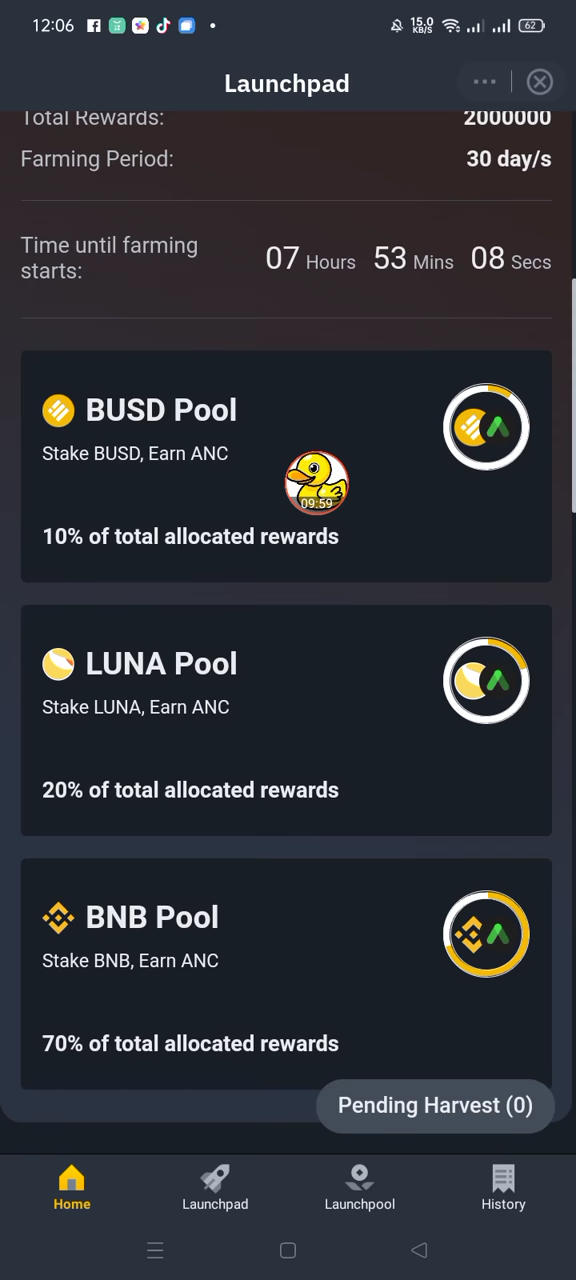 12:06
15.0
KB/S
62
Launchpad
Total Rewards: 2000000
Farming Period: 30 day/s
Time until farming starts: 07 Hours 53 Mins 08 Secs
BUSD Pool
Stake BUSD, Earn ANC
09:59
10% of total allocated rewards
LUNA Pool
Stake LUNA, Earn ANC
20% of total allocated rewards
BNB Pool
Stake BNB, Earn ANC
70% of total allocated rewards
Pending Harvest (0)
Home Launchpad Launchpool History